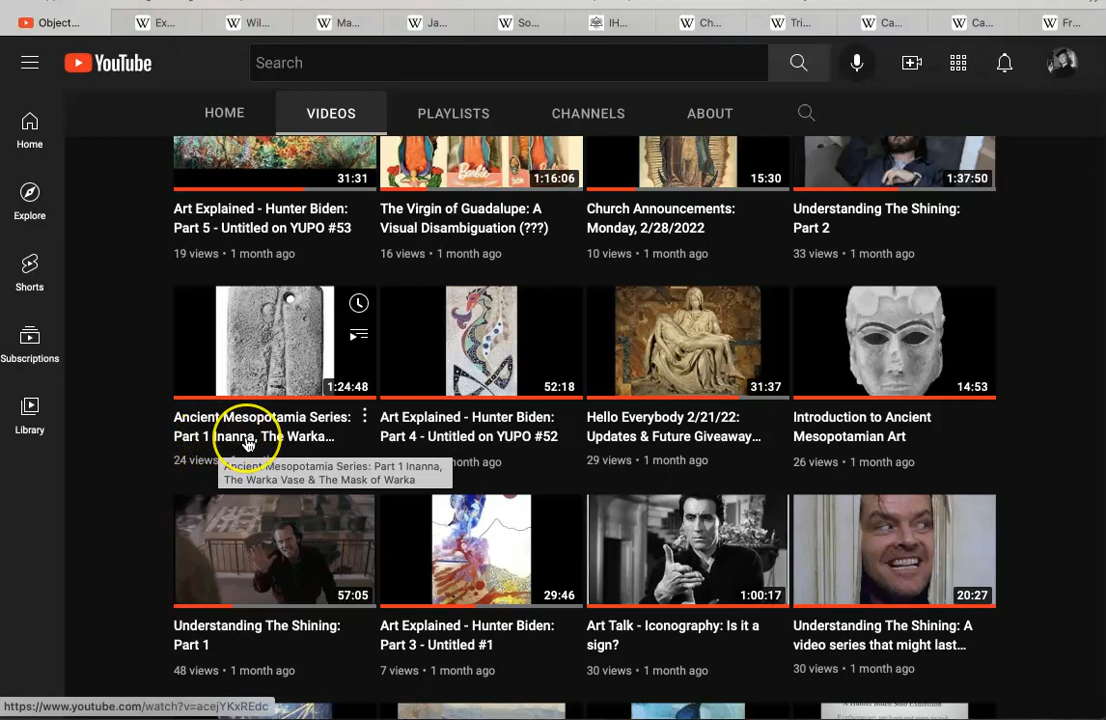 Object...
Ex...
Wil...
Ma...
Ja...
So...
IH...
Ch...
Tri...
Ca...
Ca...
Fr...
YouTube
Search
HOME
VIDEOS
PLAYLISTS
CHANNELS
ABOUT
Home
Explore
Shorts
Subscriptions
Library
31:31
Barbie
1:16:06
15:30
1:37:50
Art Explained - Hunter Biden:
Part 5 - Untitled on YUPO #53
19 views • 1 month ago
The Virgin of Guadalupe: A
Visual Disambiguation (???)
16 views • 1 month ago
Church Announcements:
Monday, 2/28/2022
10 views • 1 month ago
Understanding The Shining:
Part 2
33 views • 1 month ago
1:24:48
52:18
31:37
14:53
Ancient Mesopotamia Series:
Part 1 Inanna, The Warka...
24 views
Ancient Mesopotamia Series: Part 1 Inanna,
The Warka Vase & The Mask of Warka
Art Explained - Hunter Biden:
Part 4 - Untitled on YUPO #52
month ago
Hello Everybody 2/21/22:
Updates & Future Giveaway...
29 views • 1 month ago
Introduction to Ancient
Mesopotamian Art
26 views • 1 month ago
57:05
29:46
1:00:17
20:27
Understanding The Shining:
Part 1
48 views • 1 month ago
Art Explained - Hunter Biden:
Part 3 - Untitled #1
7 views • 1 month ago
Art Talk - Iconography: Is it a
sign?
30 views • 1 month ago
Understanding The Shining: A
video series that might last...
30 views • 1 month ago
https://www.youtube.com/watch?v=acejYKxREdc
A Hunter Biden Solo Exhibition